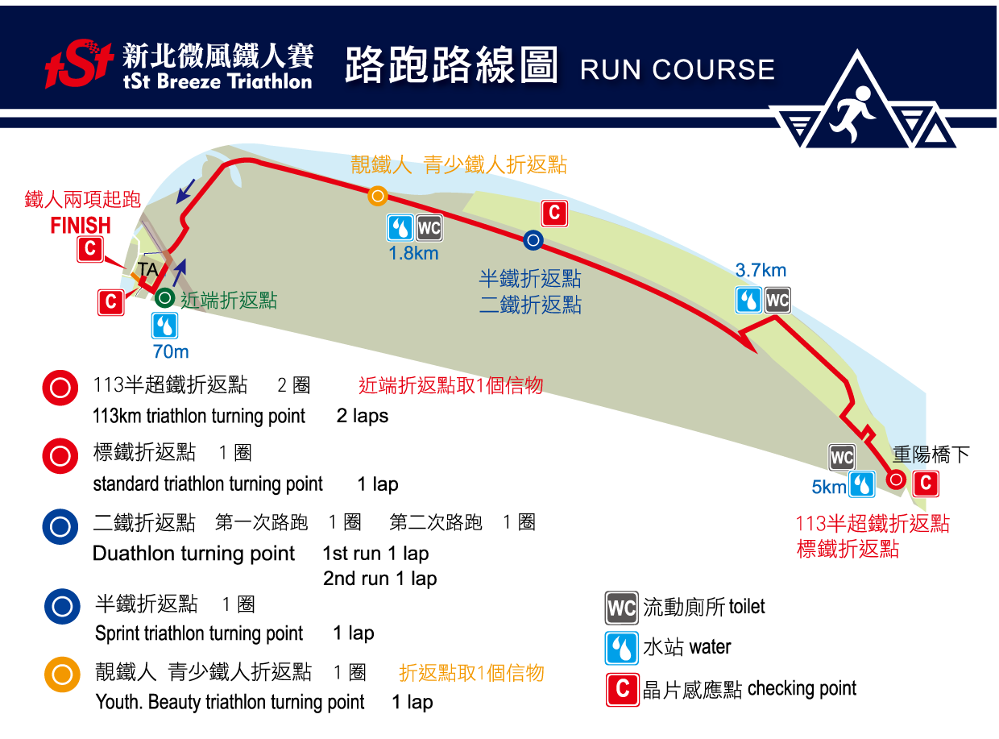 tSt 新北微風鐵人賽
tSt Breeze Triathlon
路跑路線圖 RUN COURSE
靚鐵人 青少鐵人折返點
鐵人兩項起跑
FINISH
C
C
WC
1.8km
半鐵折返點
二鐵折返點
3.7km
WC
TA
C
近端折返點
70m
113半超鐵折返點 2 圈 近端折返點取1個信物
113km triathlon turning point 2 laps
標鐵折返點 1 圈
standard triathlon turning point 1 lap
WC
重陽橋下
5km
C
二鐵折返點 第一次路跑 1 圈 第二次路跑 1 圈
Duathlon turning point 1st run 1 lap
2nd run 1 lap
113半超鐵折返點
標鐵折返點
半鐵折返點 1 圈
Sprint triathlon turning point 1 lap
靚鐵人 青少鐵人折返點 1 圈 折返點取1個信物
Youth. Beauty triathlon turning point 1 lap
WC 流動廁所 toilet
水站 water
C 晶片感應點 checking point